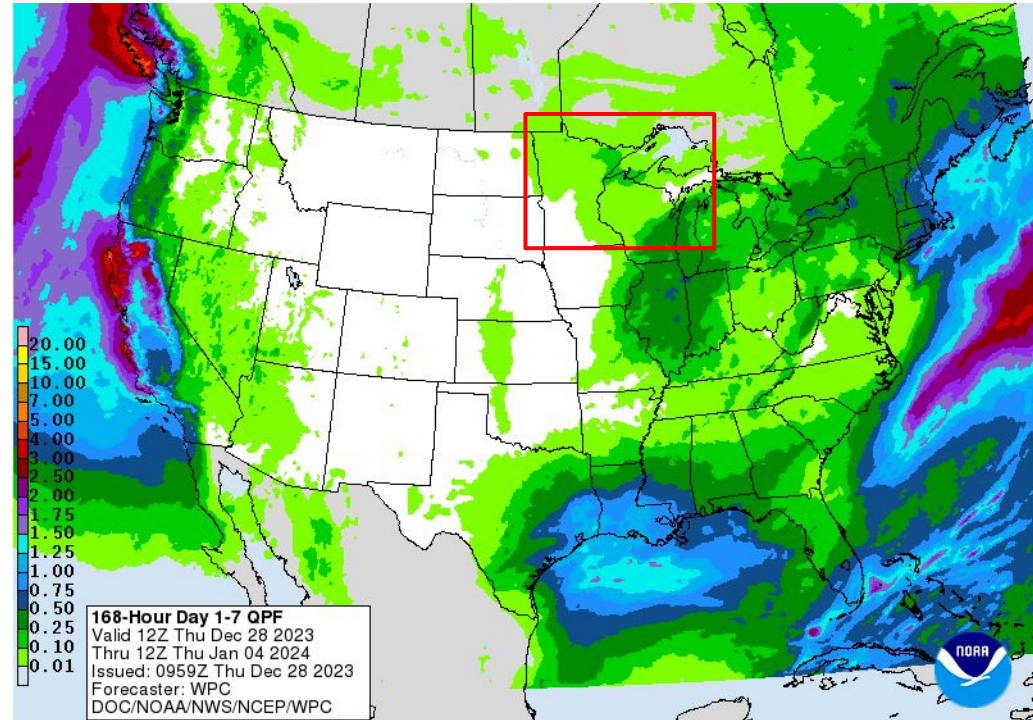 20.00
15.00
10.00
7.00
5.00
4.00
3.00
2.50
2.00
1.75
1.50
1.25
1.00
0.75
0.50
0.25
0.10
0.01
168-Hour Day 1-7 QPF
Valid 12Z Thu Dec 28 2023
Thru 12Z Thu Jan 04 2024
Issued: 0959Z Thu Dec 28 2023
Forecaster: WPC
DOC/NOAA/NWS/NCEP/WPC
NOAA